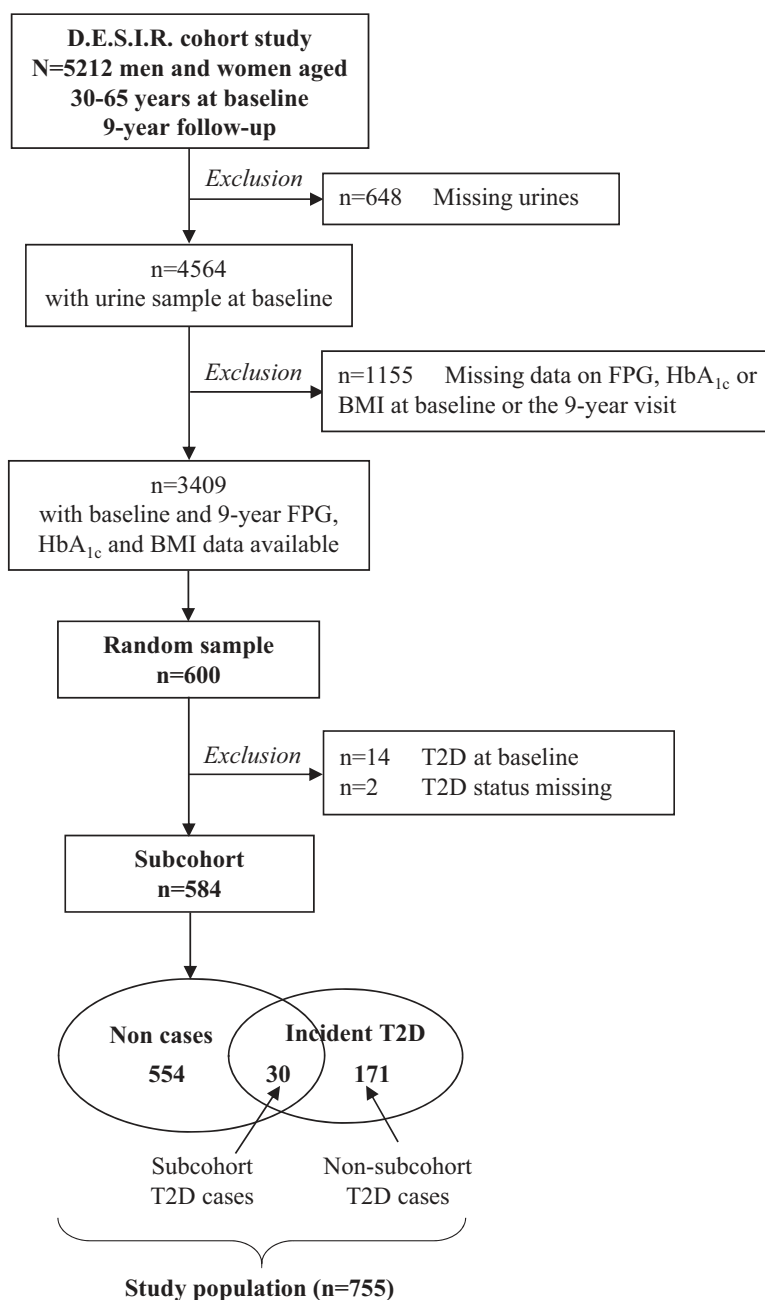 D.E.S.I.R. cohort study
N=5212 men and women aged
30-65 years at baseline
9-year follow-up
Exclusion
n=648 Missing urines
n=4564
with urine sample at baseline
Exclusion
n=1155 Missing data on FPG, HbA1c or
BMI at baseline or the 9-year visit
n=3409
with baseline and 9-year FPG,
HbA1c and BMI data available
Random sample
n=600
Exclusion
n=14 T2D at baseline
n=2 T2D status missing
Subcohort
n=584
Non cases
Incident T2D
554
30
171
Subcohort
T2D cases
Non-subcohort
T2D cases
Study population (n=755)